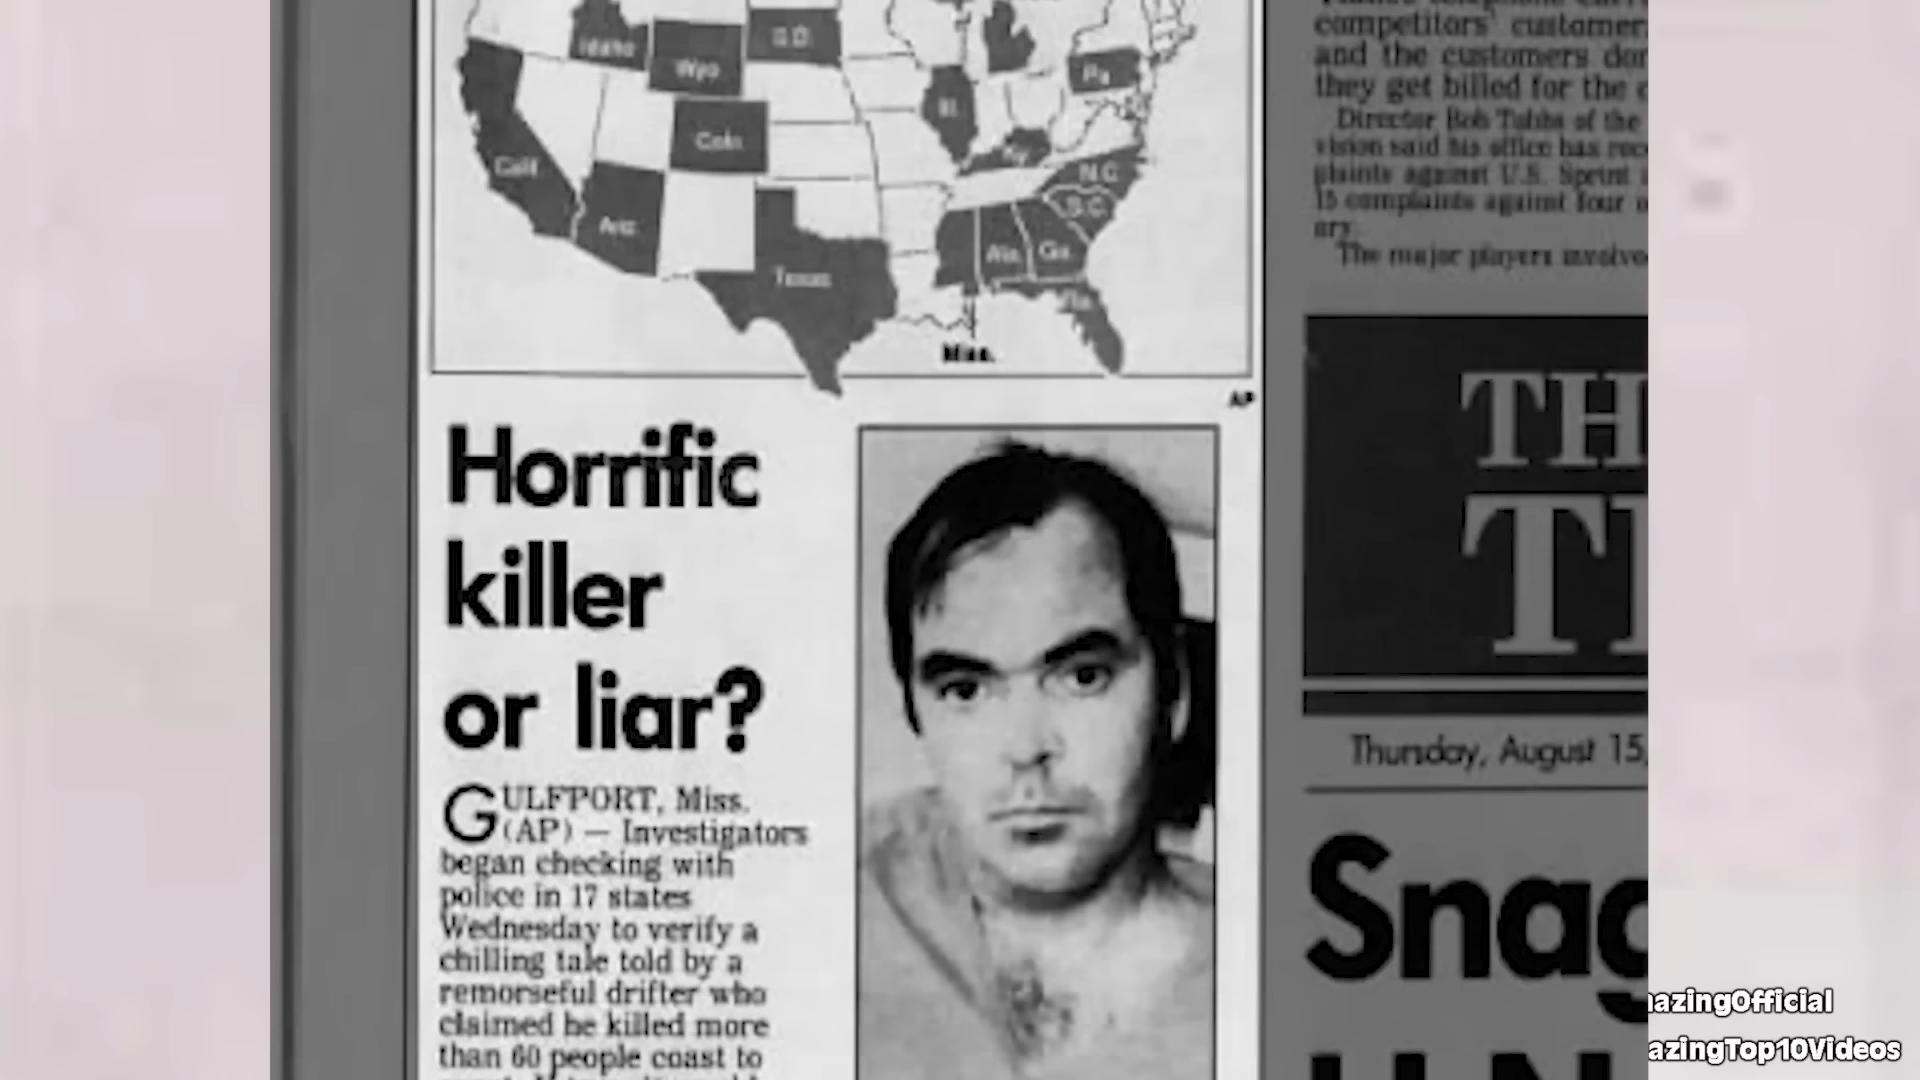 Idaho
S.D.
Wyo
Pa
Ill.
Colo.
Ky
Calif
N.C.
S.C.
Ariz.
Ala.
Ga.
Texas
Fla.
Miss.
AP
Horrific
killer
or liar?
GULFPORT, Miss.
(AP) — Investigators
began checking with
police in 17 states
Wednesday to verify a
chilling tale told by a
remorseful drifter who
claimed he killed more
than 60 people coast to
competitors' customer
and the customers don
they get billed for the
Director Bob Tubbs of the
vision said his office has rec
plaints against U.S. Sprint
15 complaints against four o
ary.
The major players involve
TH
T
Thursday, August 15,
Snag
azingOfficial
azingTop10Videos